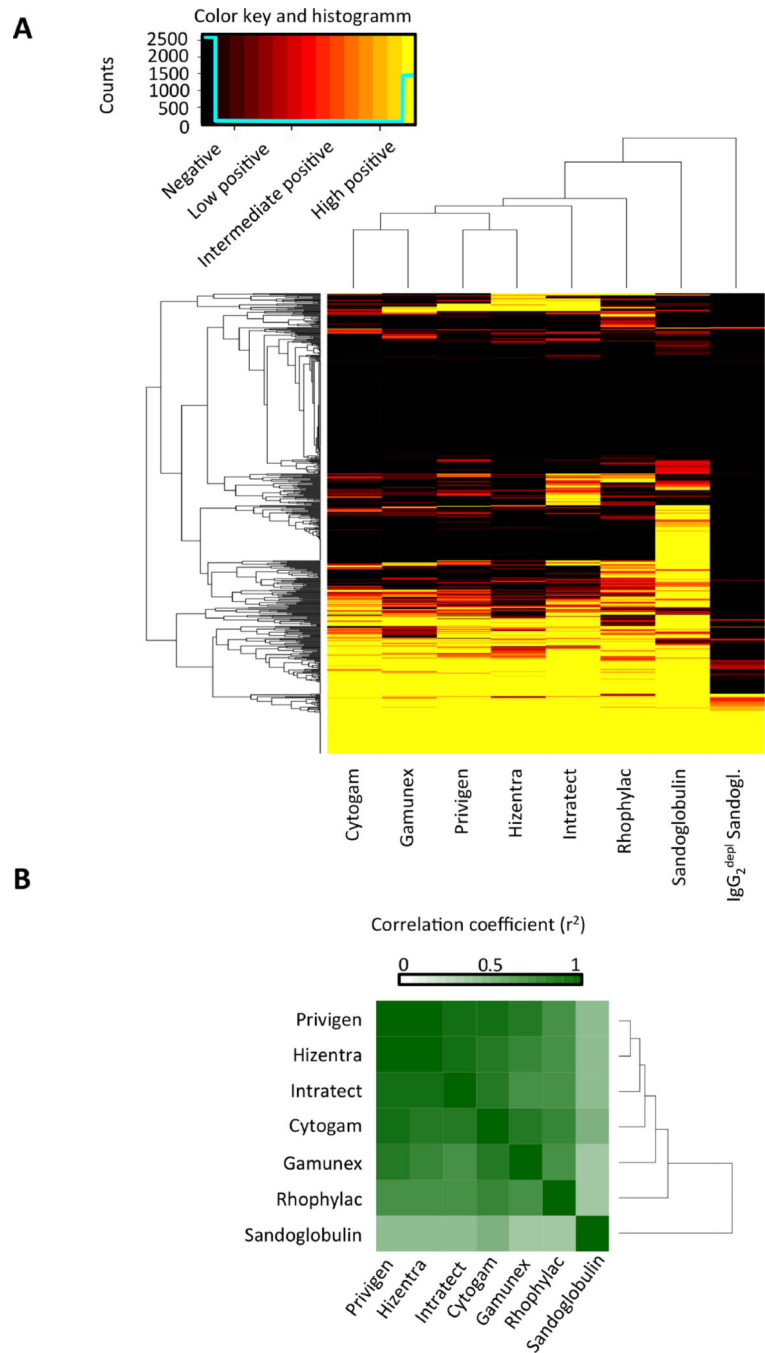 A
Color key and histogramm
Counts
2500
2000
1500
1000
500
0
Negative
Low positive
Intermediate positive
High positive
Cytogam
Gamunex
Privigen
Hizentra
Intratect
Rhophylac
Sandoglobulin
IgG2depl Sandogl.
B
Correlation coefficient (r2)
0 0.5 1
Privigen
Hizentra
Intratect
Cytogam
Gamunex
Rhophylac
Sandoglobulin
Privigen
Hizentra
Intratect
Cytogam
Gamunex
Rhophylac
Sandoglobulin